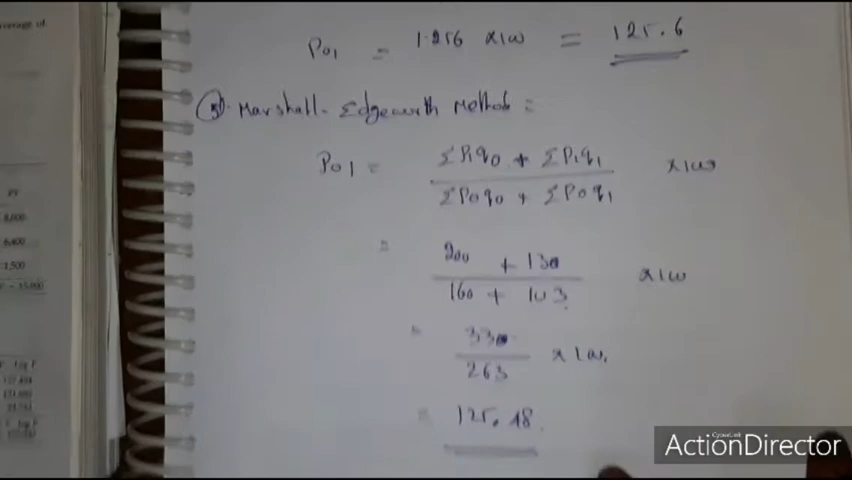 P01 = 1.256 x100 = 125.6
5) Marshall - Edgeworth Method =
P01 = ΣP1q0 + ΣP1q1 x100
ΣP0q0 + ΣP0q1
= 200 + 130 x100
160 + 103
= 330 x100
263
= 125.48
ActionDirector